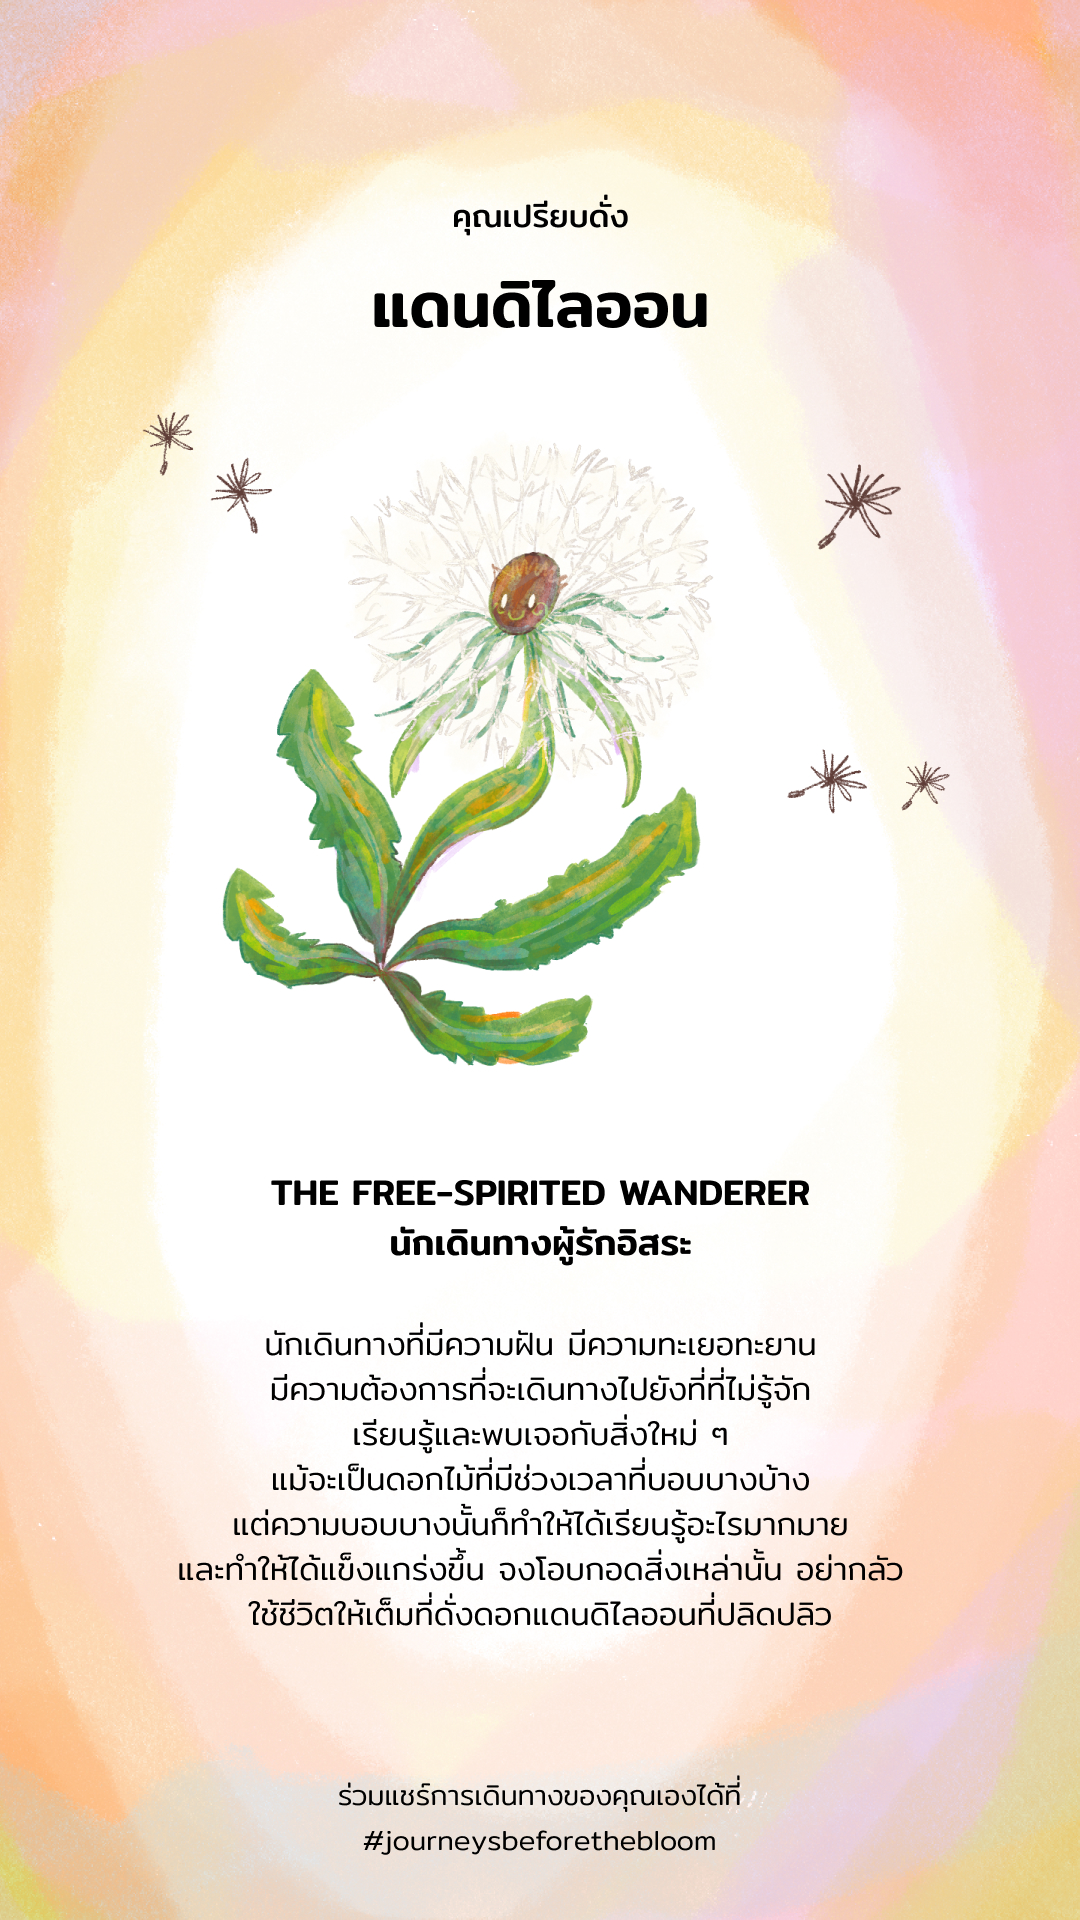 คุณเปรียบดั่ง
แดนดิไลออน
THE FREE-SPIRITED WANDERER
นักเดินทางผู้รักอิสระ
นักเดินทางที่มีความฝัน มีความทะเยอทะยาน
มีความต้องการที่จะเดินทางไปยังที่ที่ไม่รู้จัก
เรียนรู้และพบเจอกับสิ่งใหม่ ๆ
แม้จะเป็นดอกไม้ที่มีช่วงเวลาที่บอบบางบ้าง
แต่ความบอบบางนั้นก็ทำให้ได้เรียนรู้อะไรมากมาย
และทำให้ได้แข็งแกร่งขึ้น จงโอบกอดสิ่งเหล่านั้น อย่ากลัว
ใช้ชีวิตให้เต็มที่ดั่งดอกแดนดิไลออนที่ปลิดปลิว
ร่วมแชร์การเดินทางของคุณเองได้ที่
#journeysbeforethebloom